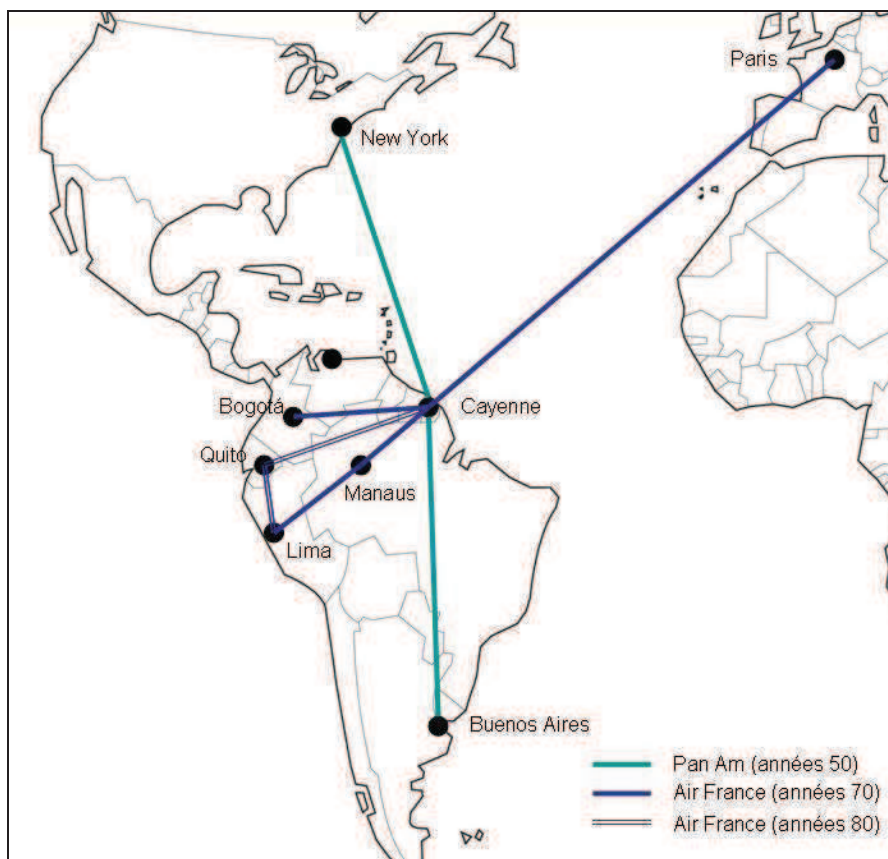 Paris
New York
Bogotá
Cayenne
Quito
Manaus
Lima
Buenos Aires
Pan Am (années 50)
Air France (années 70)
Air France (années 80)